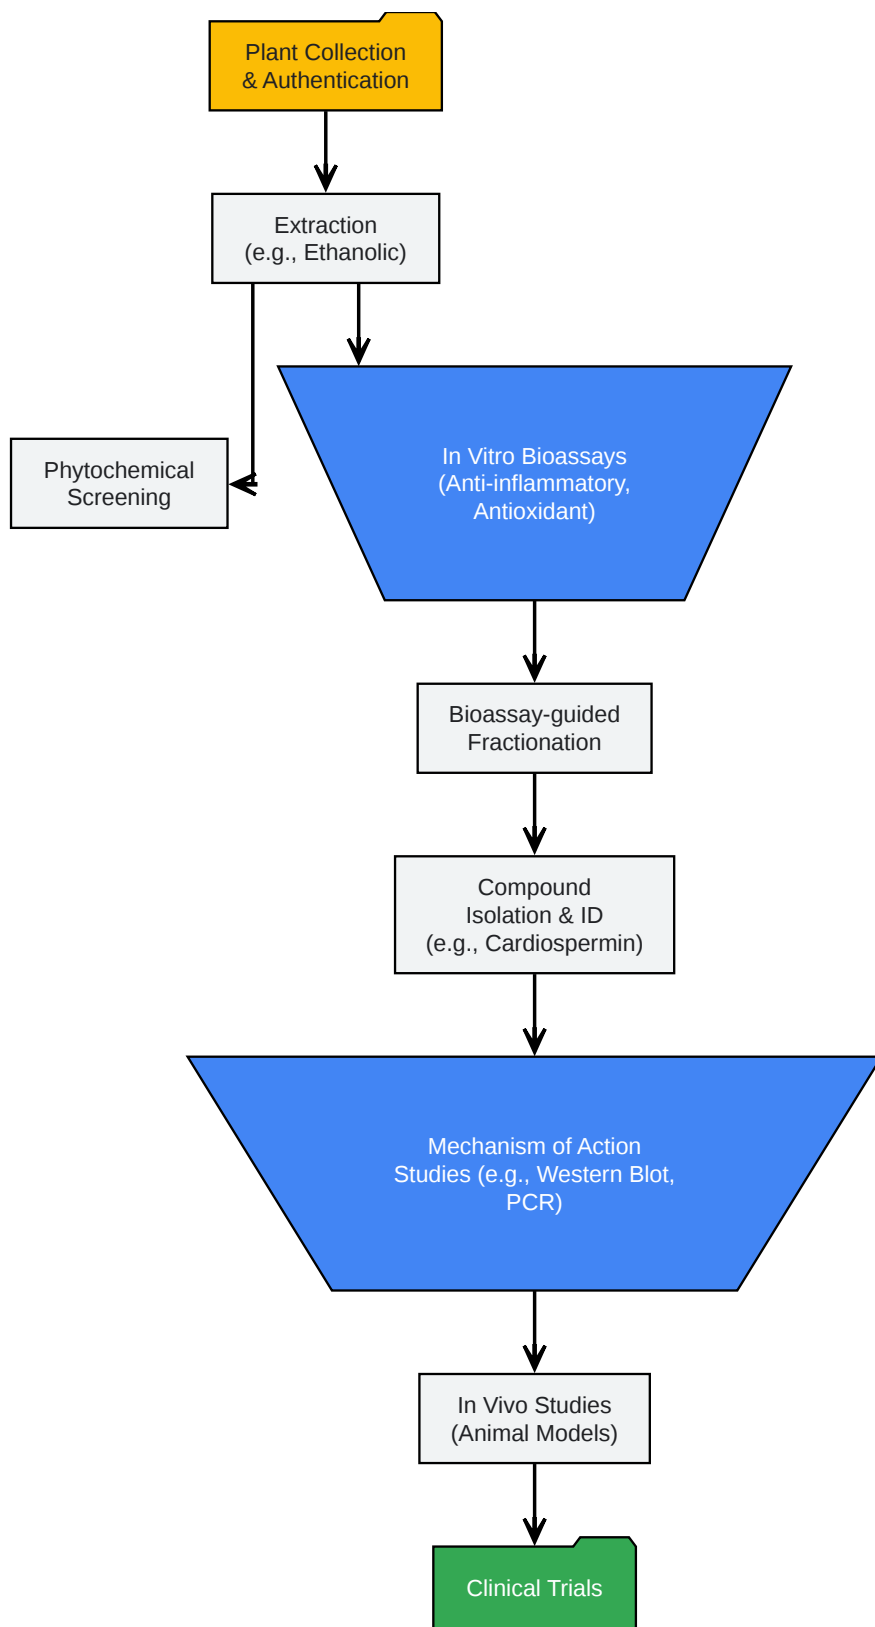 Plant Collection
& Authentication
Extraction
(e.g., Ethanolic)
Phytochemical
Screening
In Vitro Bioassays
(Anti-inflammatory,
Antioxidant)
Bioassay-guided
Fractionation
Compound
Isolation & ID
(e.g., Cardiospermin)
Mechanism of Action
Studies (e.g., Western Blot,
PCR)
In Vivo Studies
(Animal Models)
Clinical Trials